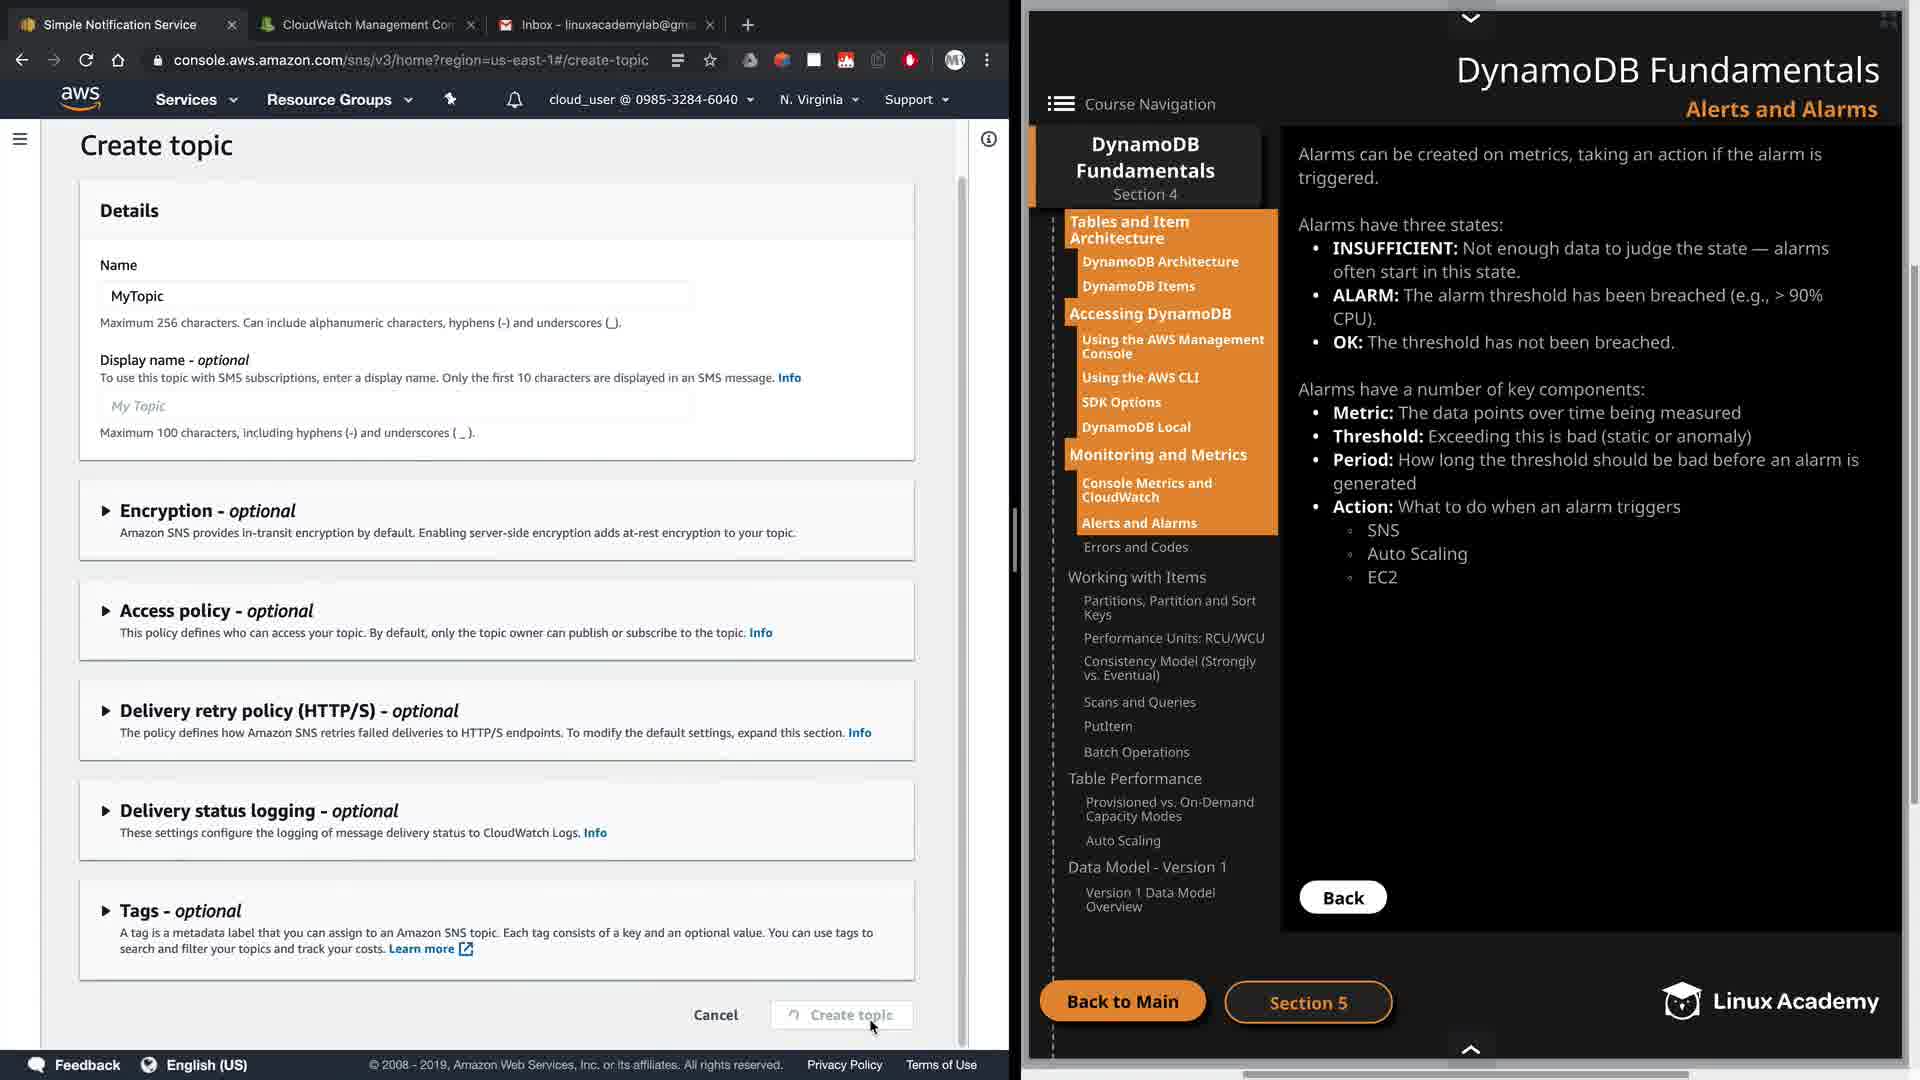 Simple Notification Service
CloudWatch Management Con
Inbox - linuxacademylab@gm
console.aws.amazon.com/sns/v3/home?region=us-east-1#/create-topic
aws
Services
Resource Groups
cloud_user @ 0985-3284-6040
N. Virginia
Support
Create topic
Details
Name
MyTopic
Maximum 256 characters. Can include alphanumeric characters, hyphens (-) and underscores (_).
Display name - optional
To use this topic with SMS subscriptions, enter a display name. Only the first 10 characters are displayed in an SMS message. Info
My Topic
Maximum 100 characters, including hyphens (-) and underscores ( _ ).
Encryption - optional
Amazon SNS provides in-transit encryption by default. Enabling server-side encryption adds at-rest encryption to your topic.
Access policy - optional
This policy defines who can access your topic. By default, only the topic owner can publish or subscribe to the topic. Info
Delivery retry policy (HTTP/S) - optional
The policy defines how Amazon SNS retries failed deliveries to HTTP/S endpoints. To modify the default settings, expand this section. Info
Delivery status logging - optional
These settings configure the logging of message delivery status to CloudWatch Logs. Info
Tags - optional
A tag is a metadata label that you can assign to an Amazon SNS topic. Each tag consists of a key and an optional value. You can use tags to
search and filter your topics and track your costs. Learn more
Cancel
Create topic
Feedback
English (US)
© 2008 - 2019, Amazon Web Services, Inc. or its affiliates. All rights reserved.
Privacy Policy
Terms of Use
DynamoDB Fundamentals
Alerts and Alarms
Course Navigation
DynamoDB
Fundamentals
Section 4
Tables and Item
Architecture
DynamoDB Architecture
DynamoDB Items
Accessing DynamoDB
Using the AWS Management
Console
Using the AWS CLI
SDK Options
DynamoDB Local
Monitoring and Metrics
Console Metrics and
CloudWatch
Alerts and Alarms
Errors and Codes
Working with Items
Partitions, Partition and Sort
Keys
Performance Units: RCU/WCU
Consistency Model (Strongly
vs. Eventual)
Scans and Queries
PutItem
Batch Operations
Table Performance
Provisioned vs. On-Demand
Capacity Modes
Auto Scaling
Data Model - Version 1
Version 1 Data Model
Overview
Alarms can be created on metrics, taking an action if the alarm is
triggered.
Alarms have three states:
• INSUFFICIENT: Not enough data to judge the state — alarms
often start in this state.
• ALARM: The alarm threshold has been breached (e.g., > 90%
CPU).
• OK: The threshold has not been breached.
Alarms have a number of key components:
• Metric: The data points over time being measured
• Threshold: Exceeding this is bad (static or anomaly)
• Period: How long the threshold should be bad before an alarm is
generated
• Action: What to do when an alarm triggers
◦ SNS
◦ Auto Scaling
◦ EC2
Back
Back to Main
Section 5
Linux Academy